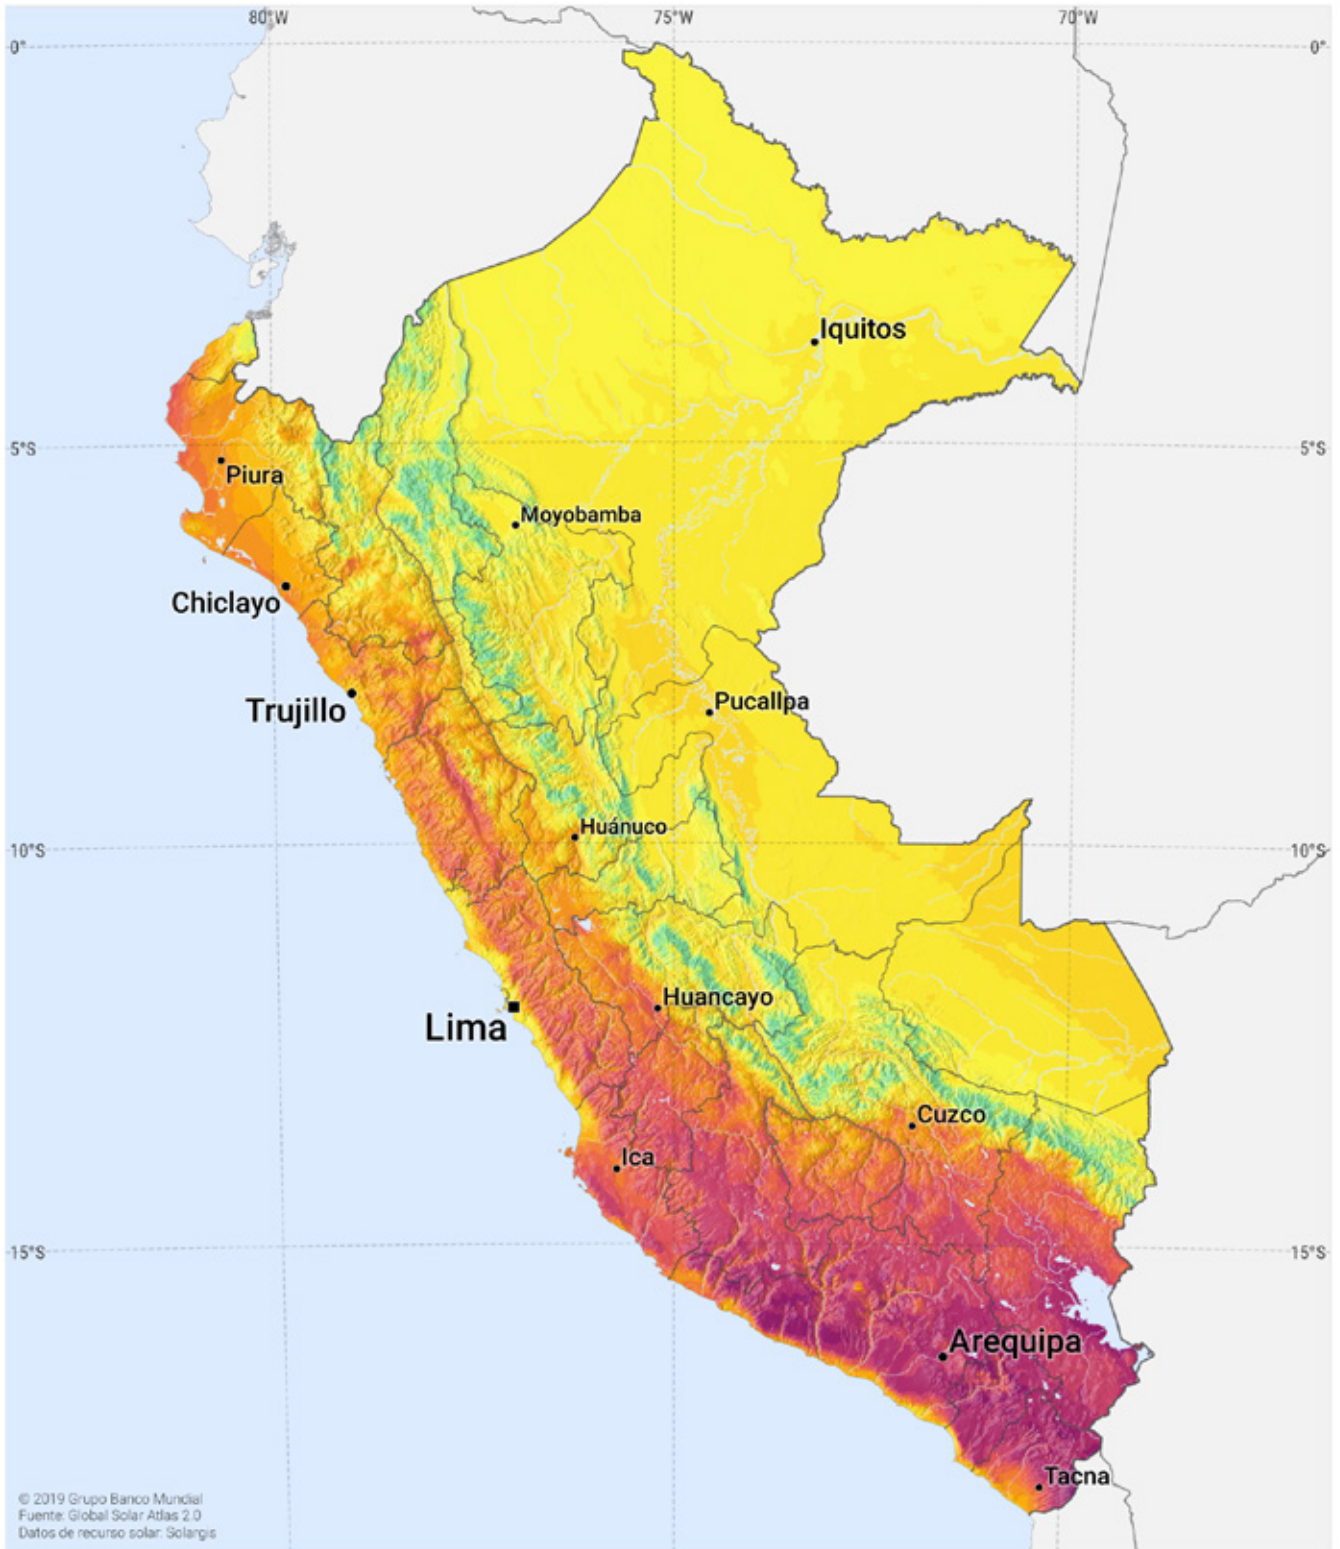 80°W
75°W
70°W
0°
0°
Iquitos
5°S
5°S
Piura
Moyobamba
Chiclayo
Trujillo
Pucallpa
Huánuco
10°S
10°S
Huancayo
Lima
Cuzco
Ica
15°S
15°S
Arequipa
Tacna
© 2019 Grupo Banco Mundial
Fuente: Global Solar Atlas 2.0
Datos de recurso solar: Solargis